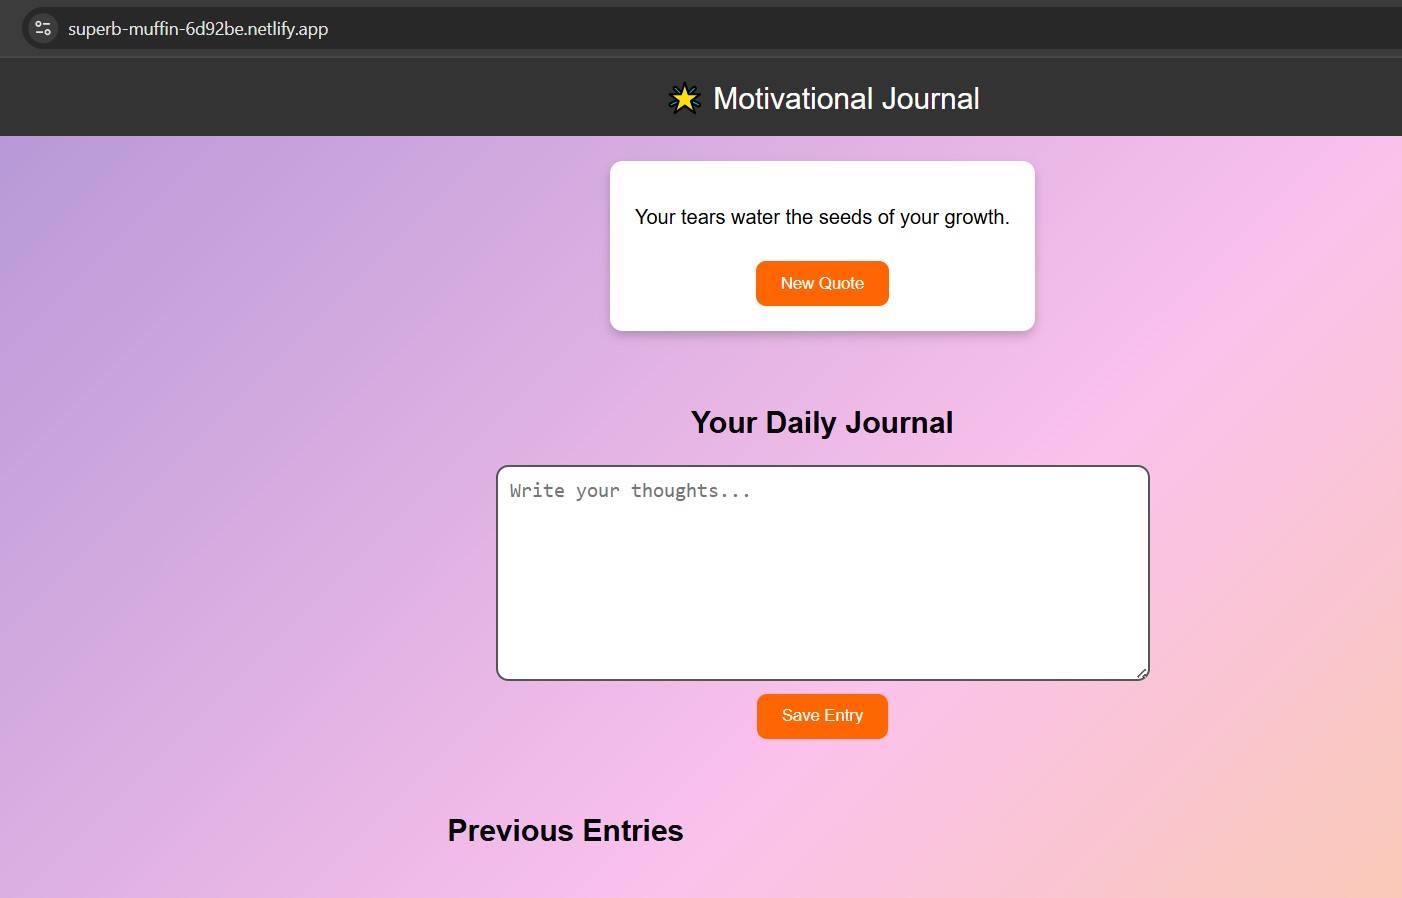 superb-muffin-6d92be.netlify.app
🌟 Motivational Journal
Your tears water the seeds of your growth.
New Quote
Your Daily Journal
Write your thoughts...
Save Entry
Previous Entries